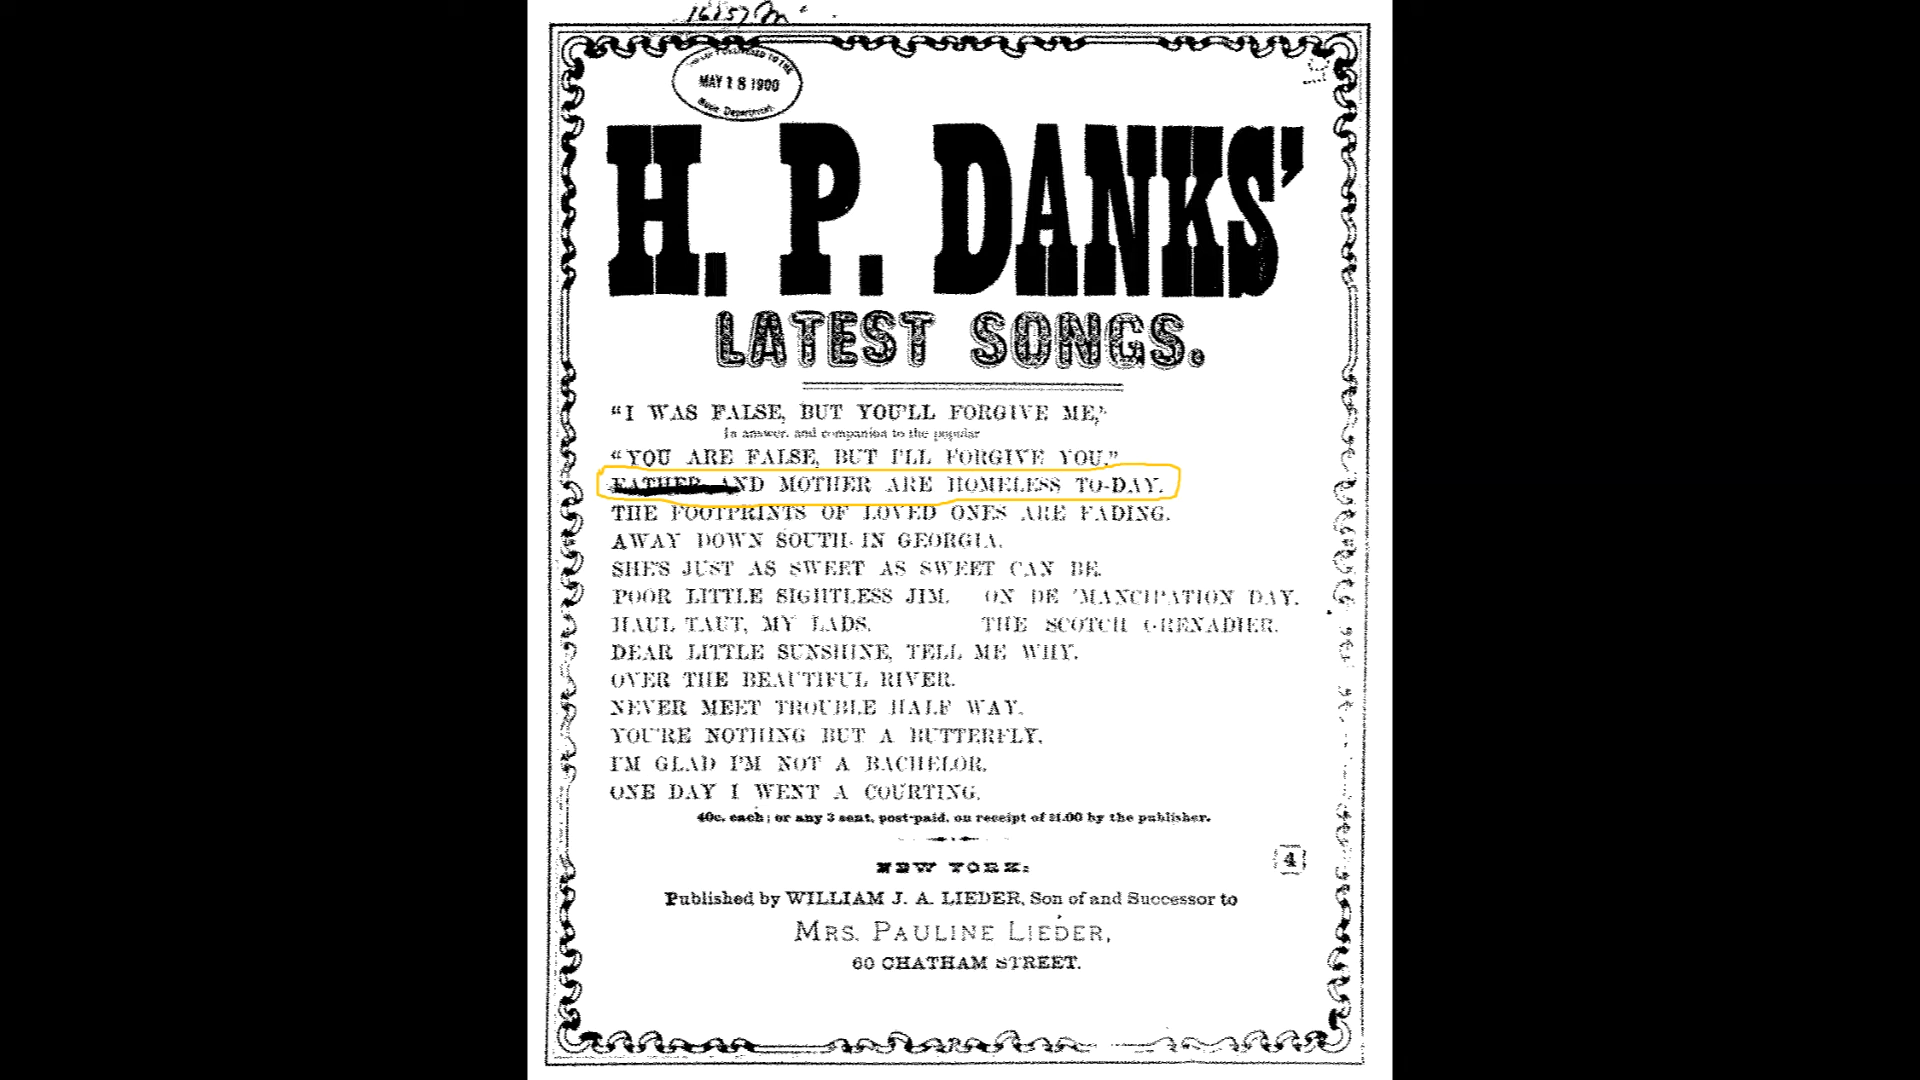 16157 M
MAY 18 1900
Music Department.
H. P. DANKS'
LATEST SONGS.
"I WAS FALSE, BUT YOU'LL FORGIVE ME,"
In answer, and companion to the popular
"YOU ARE FALSE, BUT I'LL FORGIVE YOU."
FATHER AND MOTHER ARE HOMELESS TO-DAY.
THE FOOTPRINTS OF LOVED ONES ARE FADING.
AWAY DOWN SOUTH IN GEORGIA.
SHE'S JUST AS SWEET AS SWEET CAN BE.
POOR LITTLE SIGHTLESS JIM. ON DE 'MANCIPATION DAY.
HAUL TAUT, MY LADS. THE SCOTCH GRENADIER.
DEAR LITTLE SUNSHINE, TELL ME WHY.
OVER THE BEAUTIFUL RIVER.
NEVER MEET TROUBLE HALF WAY.
YOU'RE NOTHING BUT A BUTTERFLY.
I'M GLAD I'M NOT A BACHELOR.
ONE DAY I WENT A COURTING.
40c. each; or any 3 sent, post-paid, on receipt of $1.00 by the publisher.
4
NEW YORK:
Published by WILLIAM J. A. LIEDER, Son of and Successor to
MRS. PAULINE LIEDER,
60 CHATHAM STREET.